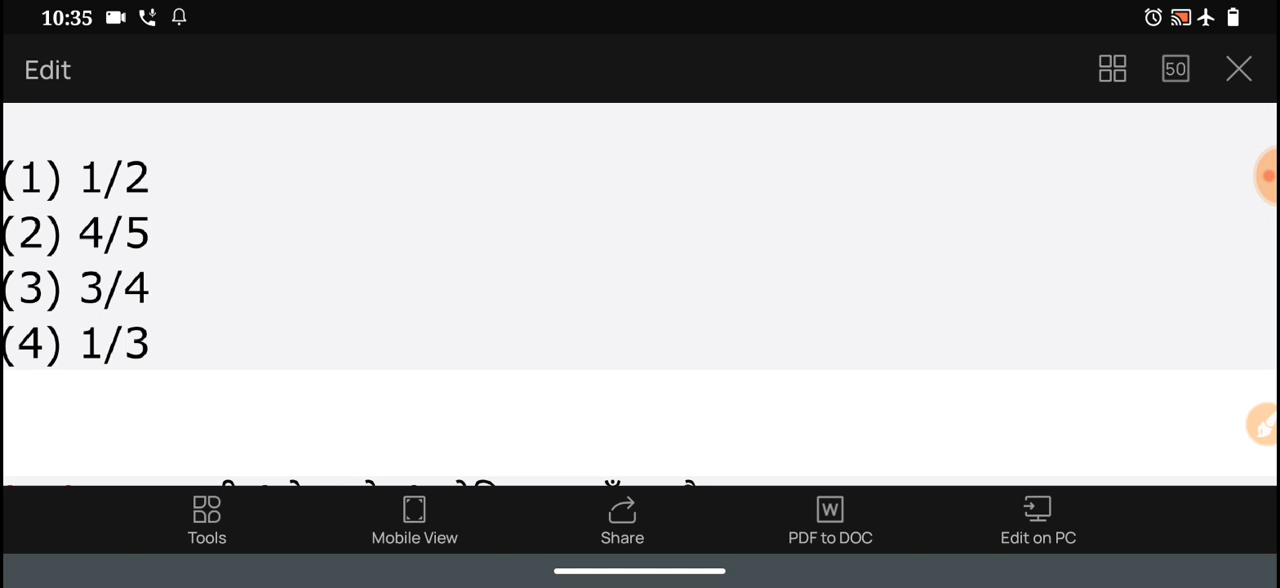 10:35
Edit
50
(1) 1/2
(2) 4/5
(3) 3/4
(4) 1/3
Tools
Mobile View
Share
W
PDF to DOC
Edit on PC